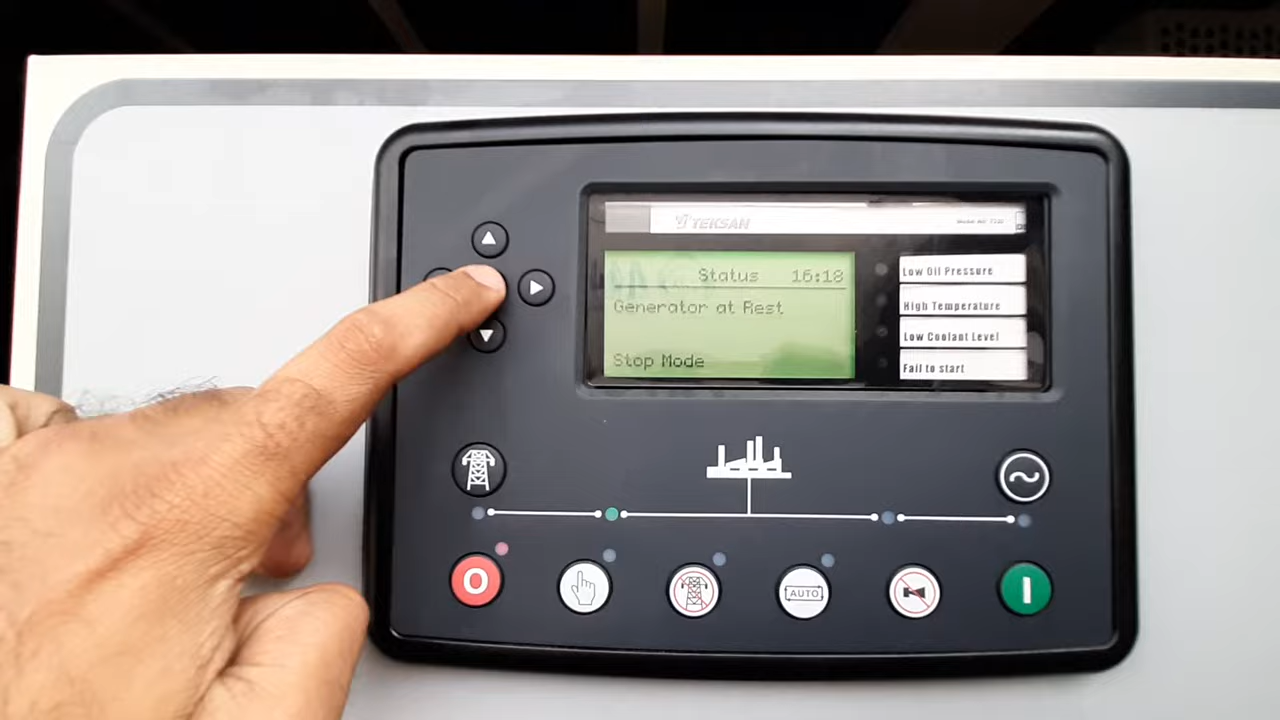 TEKSAN
Status 16:18
Generator at Rest
Stop Mode
Low Oil Pressure
High Temperature
Low Coolant Level
Fail to start
O
AUTO
I